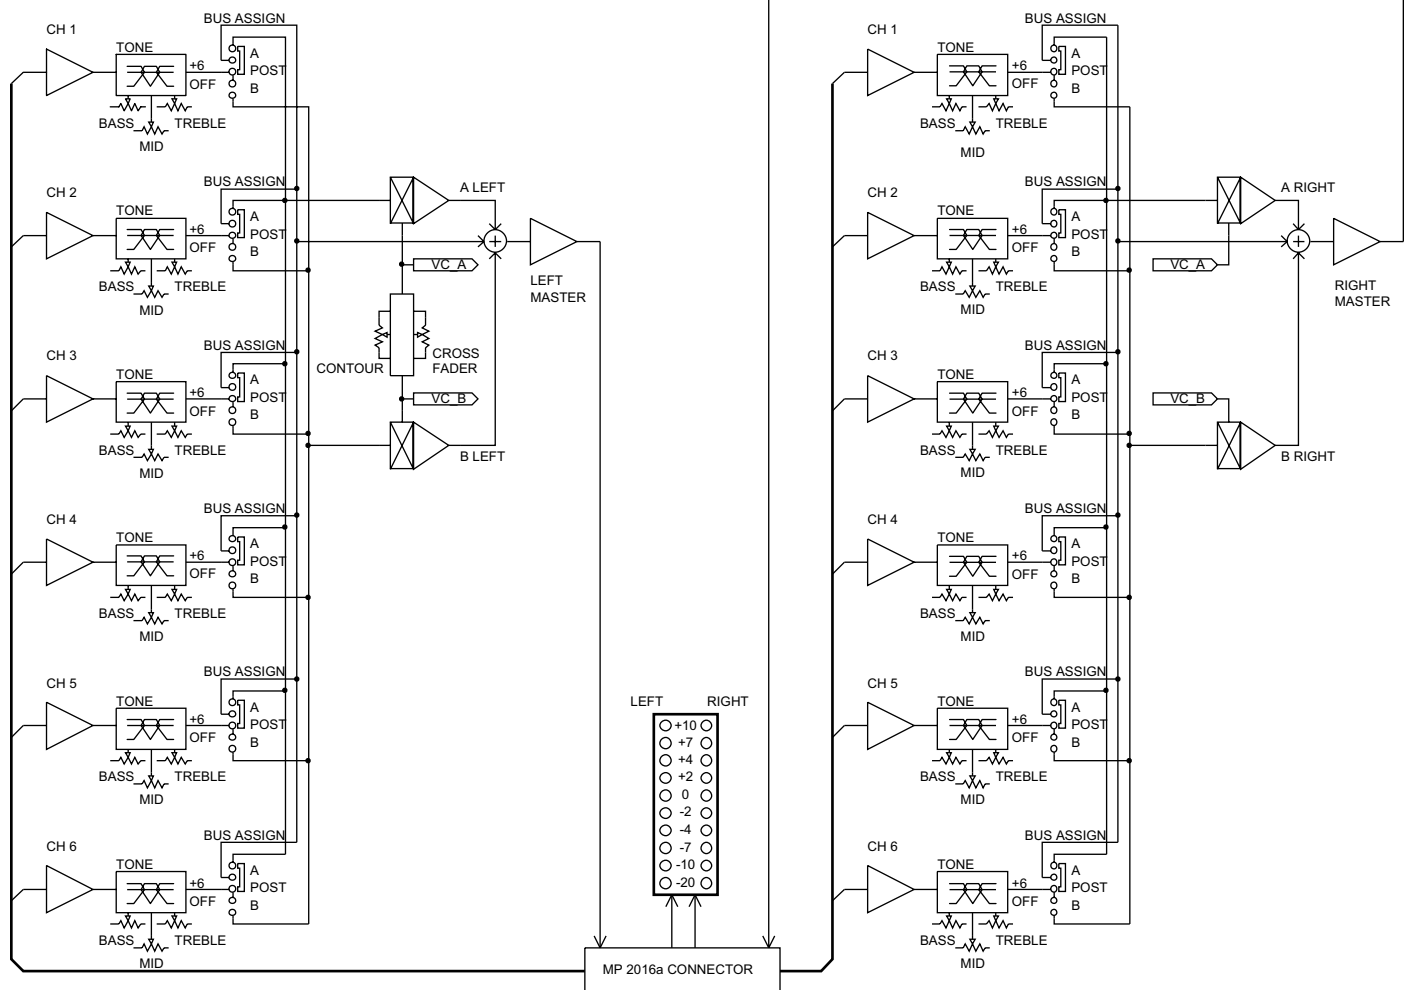 CH 1
TONE
BUS ASSIGN
+6
OFF
A
POST
B
BASS
TREBLE
MID
CH 2
TONE
BUS ASSIGN
+6
OFF
A
POST
B
BASS
TREBLE
MID
CH 3
TONE
BUS ASSIGN
+6
OFF
A
POST
B
BASS
TREBLE
MID
CH 4
TONE
BUS ASSIGN
+6
OFF
A
POST
B
BASS
TREBLE
MID
CH 5
TONE
BUS ASSIGN
+6
OFF
A
POST
B
BASS
TREBLE
MID
CH 6
TONE
BUS ASSIGN
+6
OFF
A
POST
B
BASS
TREBLE
MID
A LEFT
VC_A
LEFT
MASTER
CONTOUR
CROSS
FADER
VC_B
B LEFT
LEFT
RIGHT
+10
+7
+4
+2
0
-2
-4
-7
-10
-20
MP 2016a CONNECTOR
CH 1
TONE
BUS ASSIGN
+6
OFF
A
POST
B
BASS
TREBLE
MID
CH 2
TONE
BUS ASSIGN
+6
OFF
A
POST
B
BASS
TREBLE
MID
CH 3
TONE
BUS ASSIGN
+6
OFF
A
POST
B
BASS
TREBLE
MID
CH 4
TONE
BUS ASSIGN
+6
OFF
A
POST
B
BASS
TREBLE
MID
CH 5
TONE
BUS ASSIGN
+6
OFF
A
POST
B
BASS
TREBLE
MID
CH 6
TONE
BUS ASSIGN
+6
OFF
A
POST
B
BASS
TREBLE
MID
A RIGHT
VC_A
RIGHT
MASTER
VC_B
B RIGHT